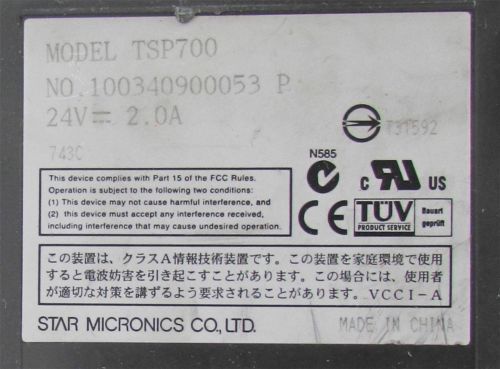 MODEL TSP700
NO.100340900053 P
24V⎓ 2.0A
743C
T31592
N585
This device complies with Part 15 of the FCC Rules.
Operation is subject to the following two conditions:
(1) This device may not cause harmful interference, and
(2) this device must accept any interference received,
including interference that may cause undesired operation.
C RU US
CE
TÜV
PRODUCT SERVICE
Bauart
geprüft
この装置は、クラスA情報技術装置です。この装置を家庭環境で使用
すると電波妨害を引き起こすことがあります。この場合には、使用者
が適切な対策を講ずるよう要求されることがあります。VCCI-A
STAR MICRONICS CO., LTD.
MADE IN CHINA